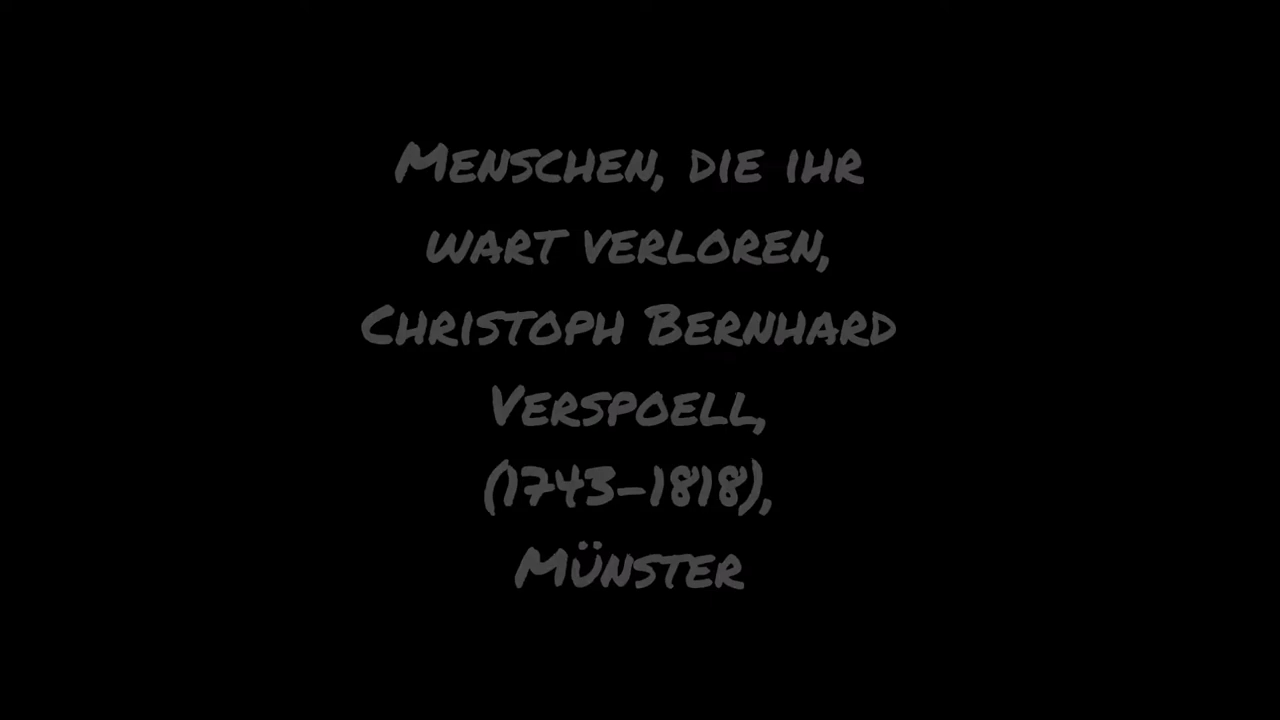 Menschen, die ihr
wart verloren,
Christoph Bernhard
Verspoell,
(1743-1818),
Münster